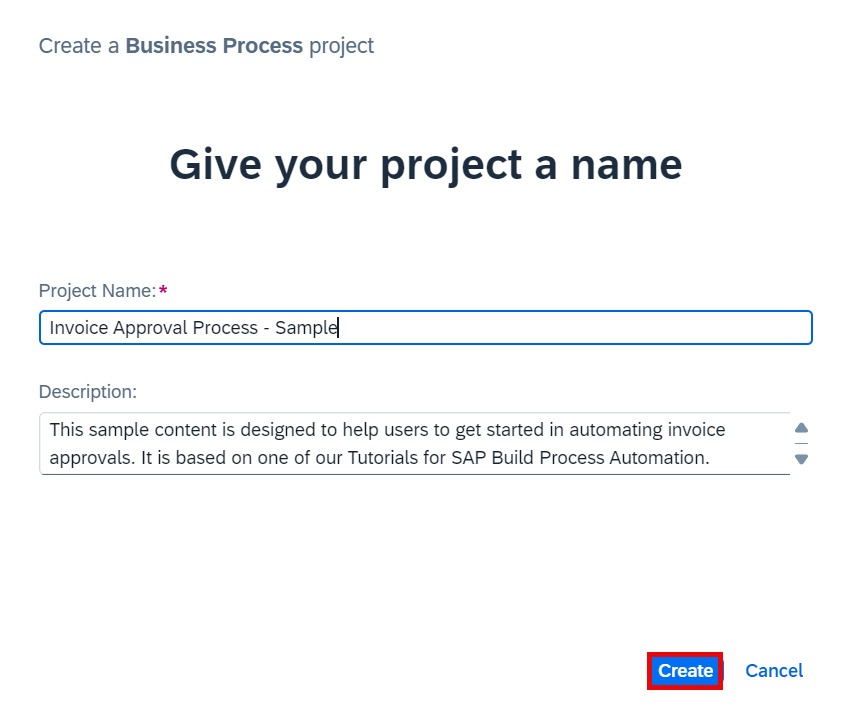 Create a Business Process project
Give your project a name
Project Name:*
Invoice Approval Process - Sample
Description:
This sample content is designed to help users to get started in automating invoice
approvals. It is based on one of our Tutorials for SAP Build Process Automation.
Create Cancel